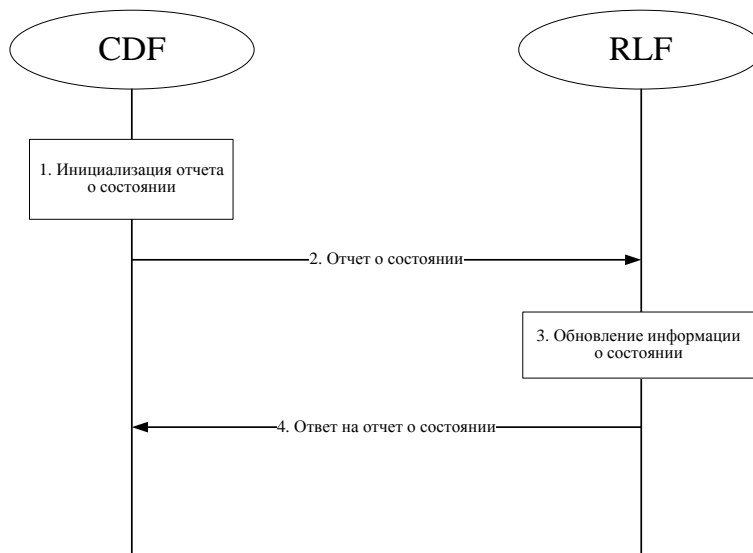 CDF
RLF
1. Инициализация отчета
о состоянии
2. Отчет о состоянии
3. Обновление информации
о состоянии
4. Ответ на отчет о состоянии